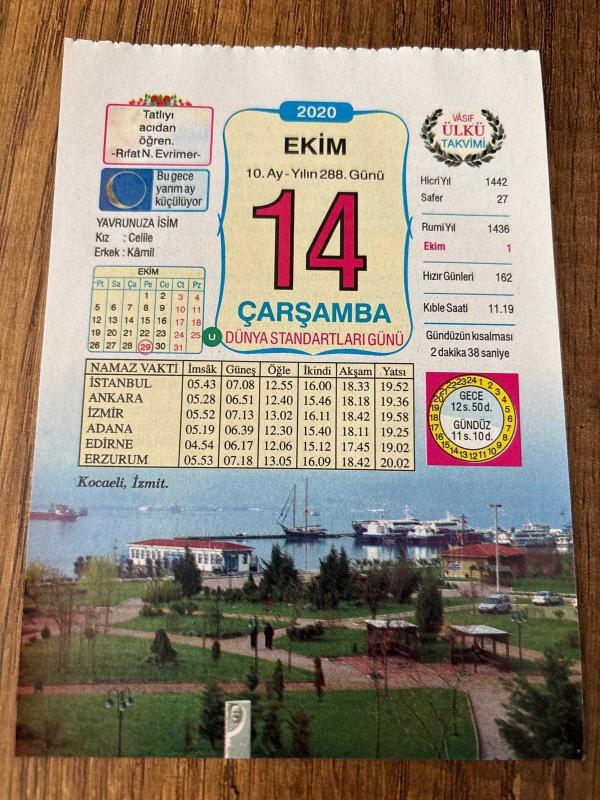 Tatlıyı
acıdan
öğren.
-Rıfat N. Evrimer-
Bu gece
yarım ay
küçülüyor
YAVRUNUZA İSİM
Kız : Celile
Erkek : Kâmil
EKİM
Pt Sa Ça Pe Cu Ct Pz
1 2 3 4
5 6 7 8 9 10 11
12 13 14 15 16 17 18
19 20 21 22 23 24 25
26 27 28 29 30 31
2020
EKİM
10. Ay - Yılın 288. Günü
14
ÇARŞAMBA
U DÜNYA STANDARTLARI GÜNÜ
VÂSIF
ÜLKÜ
TAKVİMİ
Hicri Yıl 1442
Safer 27
Rumi Yıl 1436
Ekim 1
Hızır Günleri 162
Kıble Saati 11.19
Gündüzün kısalması
2 dakika 38 saniye
NAMAZ VAKTİ İmsâk Güneş Öğle İkindi Akşam Yatsı
İSTANBUL 05.43 07.08 12.55 16.00 18.33 19.52
ANKARA 05.28 06.51 12.40 15.46 18.18 19.36
İZMİR 05.52 07.13 13.02 16.11 18.42 19.58
ADANA 05.19 06.39 12.30 15.40 18.11 19.25
EDİRNE 04.54 06.17 12.06 15.12 17.45 19.02
ERZURUM 05.53 07.18 13.05 16.09 18.42 20.02
GECE
12 s. 50 d.
GÜNDÜZ
11 s. 10 d.
Kocaeli, İzmit.